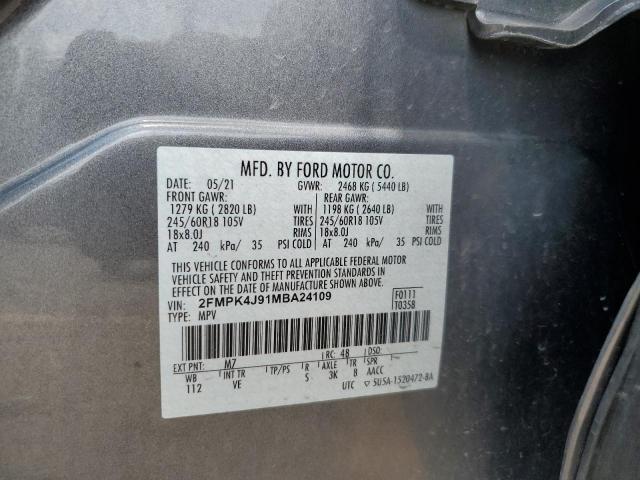 MFD. BY FORD MOTOR CO.
DATE: 05/21 GVWR: 2468 KG ( 5440 LB)
FRONT GAWR: REAR GAWR:
1279 KG ( 2820 LB) WITH 1198 KG ( 2640 LB) WITH
245/60R18 105V TIRES 245/60R18 105V TIRES
18x8.0J RIMS 18x8.0J RIMS
AT 240 kPa/ 35 PSI COLD AT 240 kPa/ 35 PSI COLD
THIS VEHICLE CONFORMS TO ALL APPLICABLE FEDERAL MOTOR
VEHICLE SAFETY AND THEFT PREVENTION STANDARDS IN
EFFECT ON THE DATE OF MANUFACTURE SHOWN ABOVE.
VIN: 2FMPK4J91MBA24109
TYPE: MPV
F0111
T0358
EXT PNT: M7 RC: 48 DSO:
WB INT TR TP/PS R AXLE TR SPR
112 VE S 3K 8 AACC
UTC ▽ 5U5A-1520472-BA